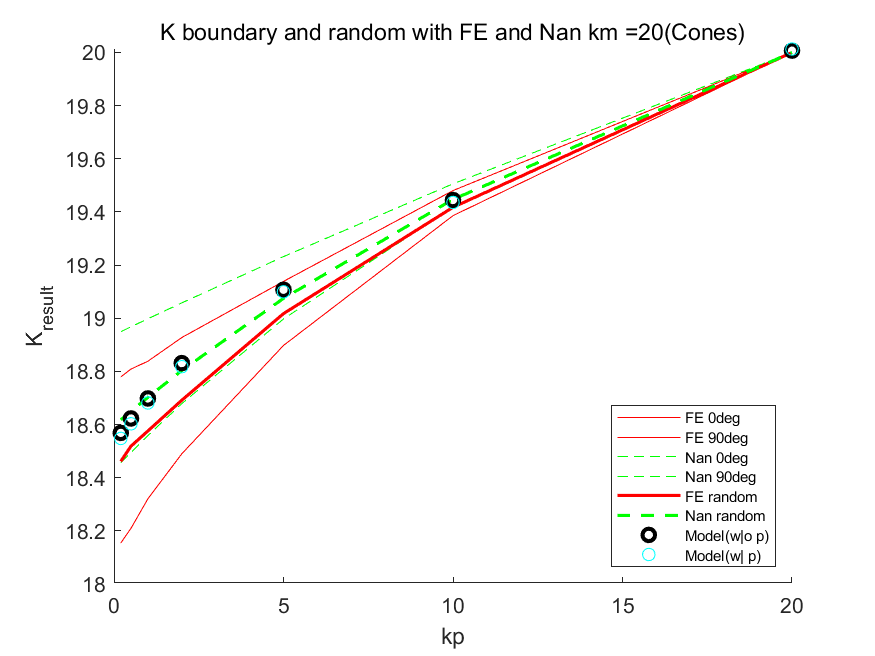 K boundary and random with FE and Nan km =20(Cones)
20
19.8
19.6
19.4
19.2
19
18.8
18.6
18.4
18.2
18
K_result
0
5
10
15
20
kp
FE 0deg
FE 90deg
Nan 0deg
Nan 90deg
FE random
Nan random
Model(w|o p)
Model(w| p)